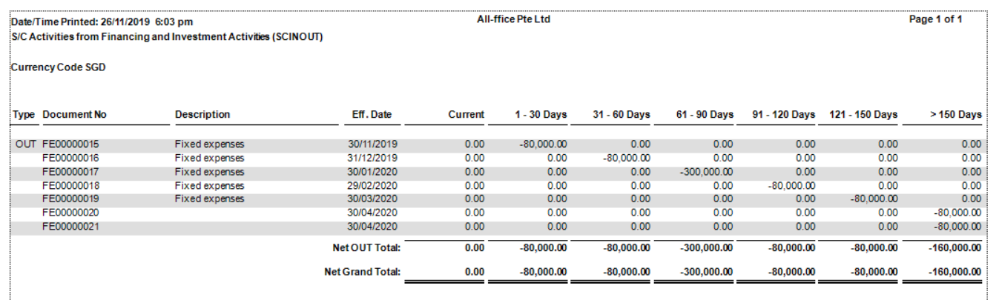 Date/Time Printed: 26/11/2019 6:03 pm All-ffice Pte Ltd Page 1 of 1
S/C Activities from Financing and Investment Activities (SCINOUT)
Currency Code SGD
Type Document No Description Eff. Date Current 1 - 30 Days 31 - 60 Days 61 - 90 Days 91 - 120 Days 121 - 150 Days > 150 Days
OUT FE00000015 Fixed expenses 30/11/2019 0.00 -80,000.00 0.00 0.00 0.00 0.00 0.00
FE00000016 Fixed expenses 31/12/2019 0.00 0.00 -80,000.00 0.00 0.00 0.00 0.00
FE00000017 Fixed expenses 30/01/2020 0.00 0.00 0.00 -300,000.00 0.00 0.00 0.00
FE00000018 Fixed expenses 29/02/2020 0.00 0.00 0.00 0.00 -80,000.00 0.00 0.00
FE00000019 Fixed expenses 30/03/2020 0.00 0.00 0.00 0.00 0.00 -80,000.00 0.00
FE00000020 30/04/2020 0.00 0.00 0.00 0.00 0.00 0.00 -80,000.00
FE00000021 30/04/2020 0.00 0.00 0.00 0.00 0.00 0.00 -80,000.00
Net OUT Total: 0.00 -80,000.00 -80,000.00 -300,000.00 -80,000.00 -80,000.00 -160,000.00
Net Grand Total: 0.00 -80,000.00 -80,000.00 -300,000.00 -80,000.00 -80,000.00 -160,000.00